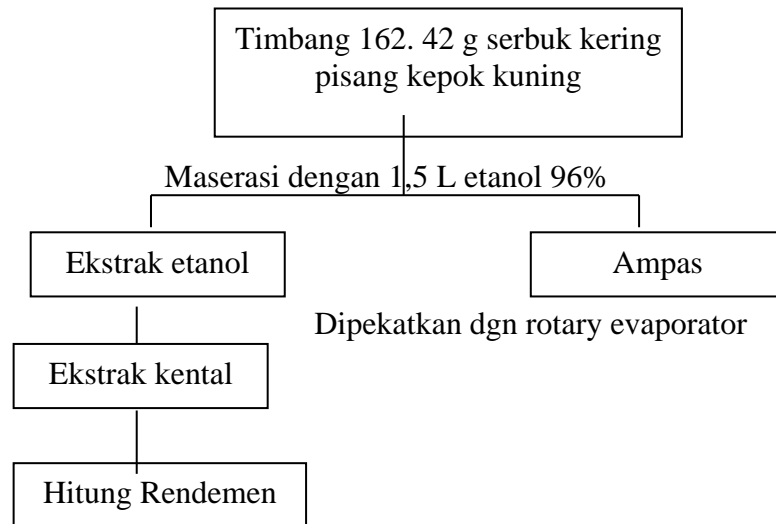 Timbang 162. 42 g serbuk kering
pisang kepok kuning
Maserasi dengan 1,5 L etanol 96%
Ekstrak etanol
Ampas
Dipekatkan dgn rotary evaporator
Ekstrak kental
Hitung Rendemen